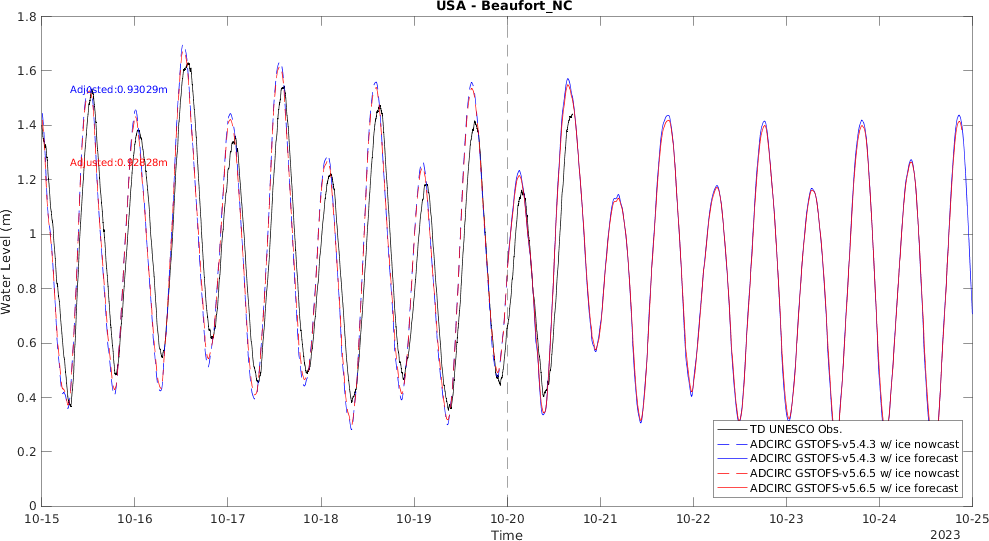 USA - Beaufort_NC
1.8
1.6
1.4
1.2
1
0.8
0.6
0.4
0.2
0
Water Level (m)
Adjusted:0.93029m
TD UNESCO Obs.
ADCIRC GSTOFS-v5.4.3 w/ ice nowcast
ADCIRC GSTOFS-v5.4.3 w/ ice forecast
ADCIRC GSTOFS-v5.6.5 w/ ice nowcast
ADCIRC GSTOFS-v5.6.5 w/ ice forecast
10-15 10-16 10-17 10-18 10-19 10-20 10-21 10-22 10-23 10-24 10-25
Time
2023